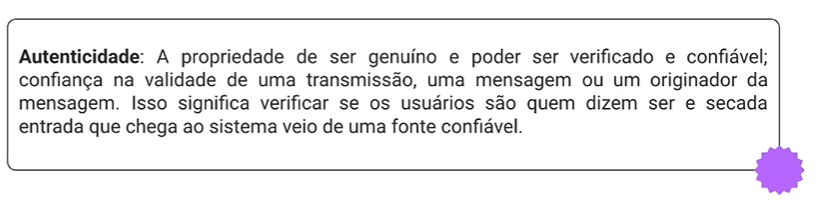 Autenticidade: A propriedade de ser genuíno e poder ser verificado e confiável;
confiança na validade de uma transmissão, uma mensagem ou um originador da
mensagem. Isso significa verificar se os usuários são quem dizem ser e secada
entrada que chega ao sistema veio de uma fonte confiável.